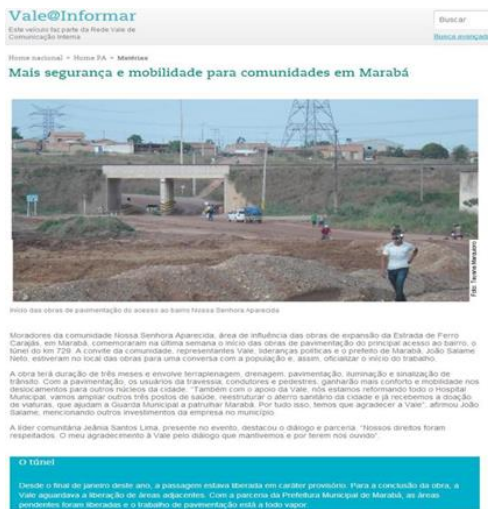 Vale@Informar
Este veículo faz parte da Rede Vale de
Comunicação Interna
Buscar
Busca avançada
Home nacional • Home PA • Matérias
Mais segurança e mobilidade para comunidades em Marabá
Início das obras de pavimentação do acesso ao bairro Nossa Senhora Aparecida
Moradores da comunidade Nossa Senhora Aparecida, área de influência das obras de expansão da Estrada de Ferro
Carajás, em Marabá, comemoraram na última semana o início das obras de pavimentação do principal acesso ao bairro, o
túnel do km 728. A convite da comunidade, representantes Vale, lideranças políticas e o prefeito de Marabá, João Salame
Neto, estiveram no local das obras para uma conversa com a população e, assim, oficializar o início do trabalho.
A obra terá duração de três meses e envolve terraplenagem, drenagem, pavimentação, iluminação e sinalização de
trânsito. Com a pavimentação, os usuários da travessia, condutores e pedestres, ganharão mais conforto e mobilidade nos
deslocamentos para outros núcleos da cidade. "Também com o apoio da Vale, nós estamos reformando todo o Hospital
Municipal, vamos ampliar outros três postos de saúde, reestruturar o aterro sanitário da cidade e já recebemos a doação
de viaturas, que ajudam a Guarda Municipal a patrulhar Marabá. Por tudo isso, temos que agradecer a Vale", afirmou João
Salame, mencionando outros investimentos da empresa no município.
A líder comunitária Jeânia Santos Lima, presente no evento, destacou o diálogo e parceria. "Nossos direitos foram
respeitados. O meu agradecimento à Vale pelo diálogo que mantivemos e por terem nós ouvido"
O túnel
Desde o final de janeiro deste ano, a passagem estava liberada em caráter provisório. Para a conclusão da obra, a
Vale aguardava a liberação de áreas adjacentes. Com a parceria da Prefeitura Municipal de Marabá, as áreas
pendentes foram liberadas e o trabalho de pavimentação está a todo vapor.